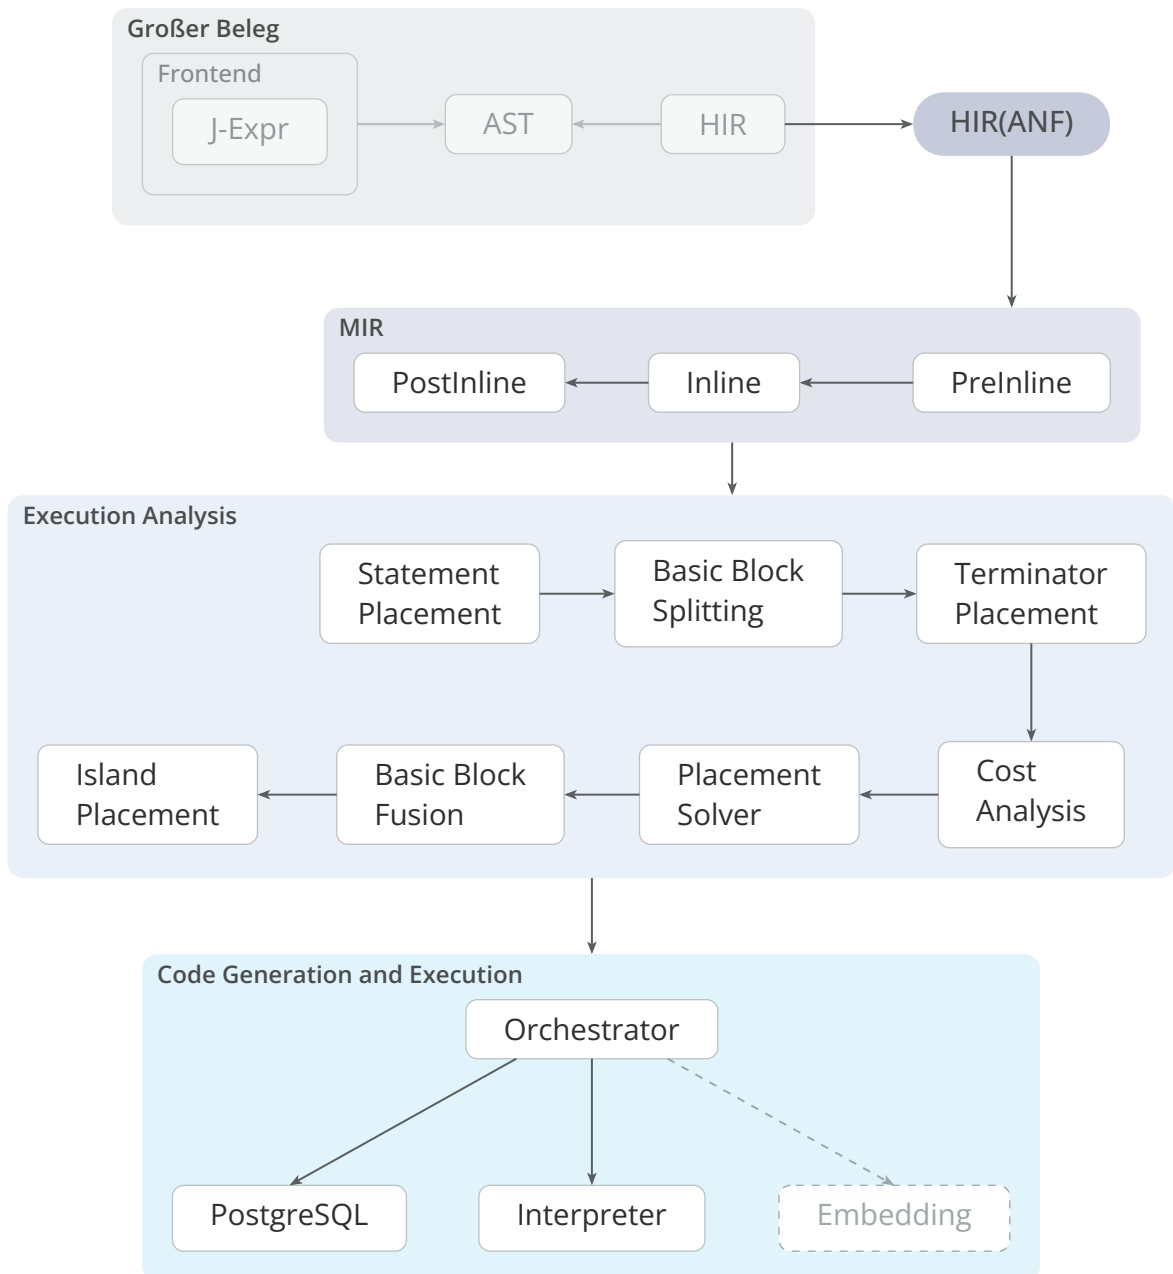 Großer Beleg
Frontend
J-Expr
AST
HIR
HIR(ANF)
MIR
PostInline
Inline
PreInline
Execution Analysis
Statement
Placement
Basic Block
Splitting
Terminator
Placement
Island
Placement
Basic Block
Fusion
Placement
Solver
Cost
Analysis
Code Generation and Execution
Orchestrator
PostgreSQL
Interpreter
Embedding